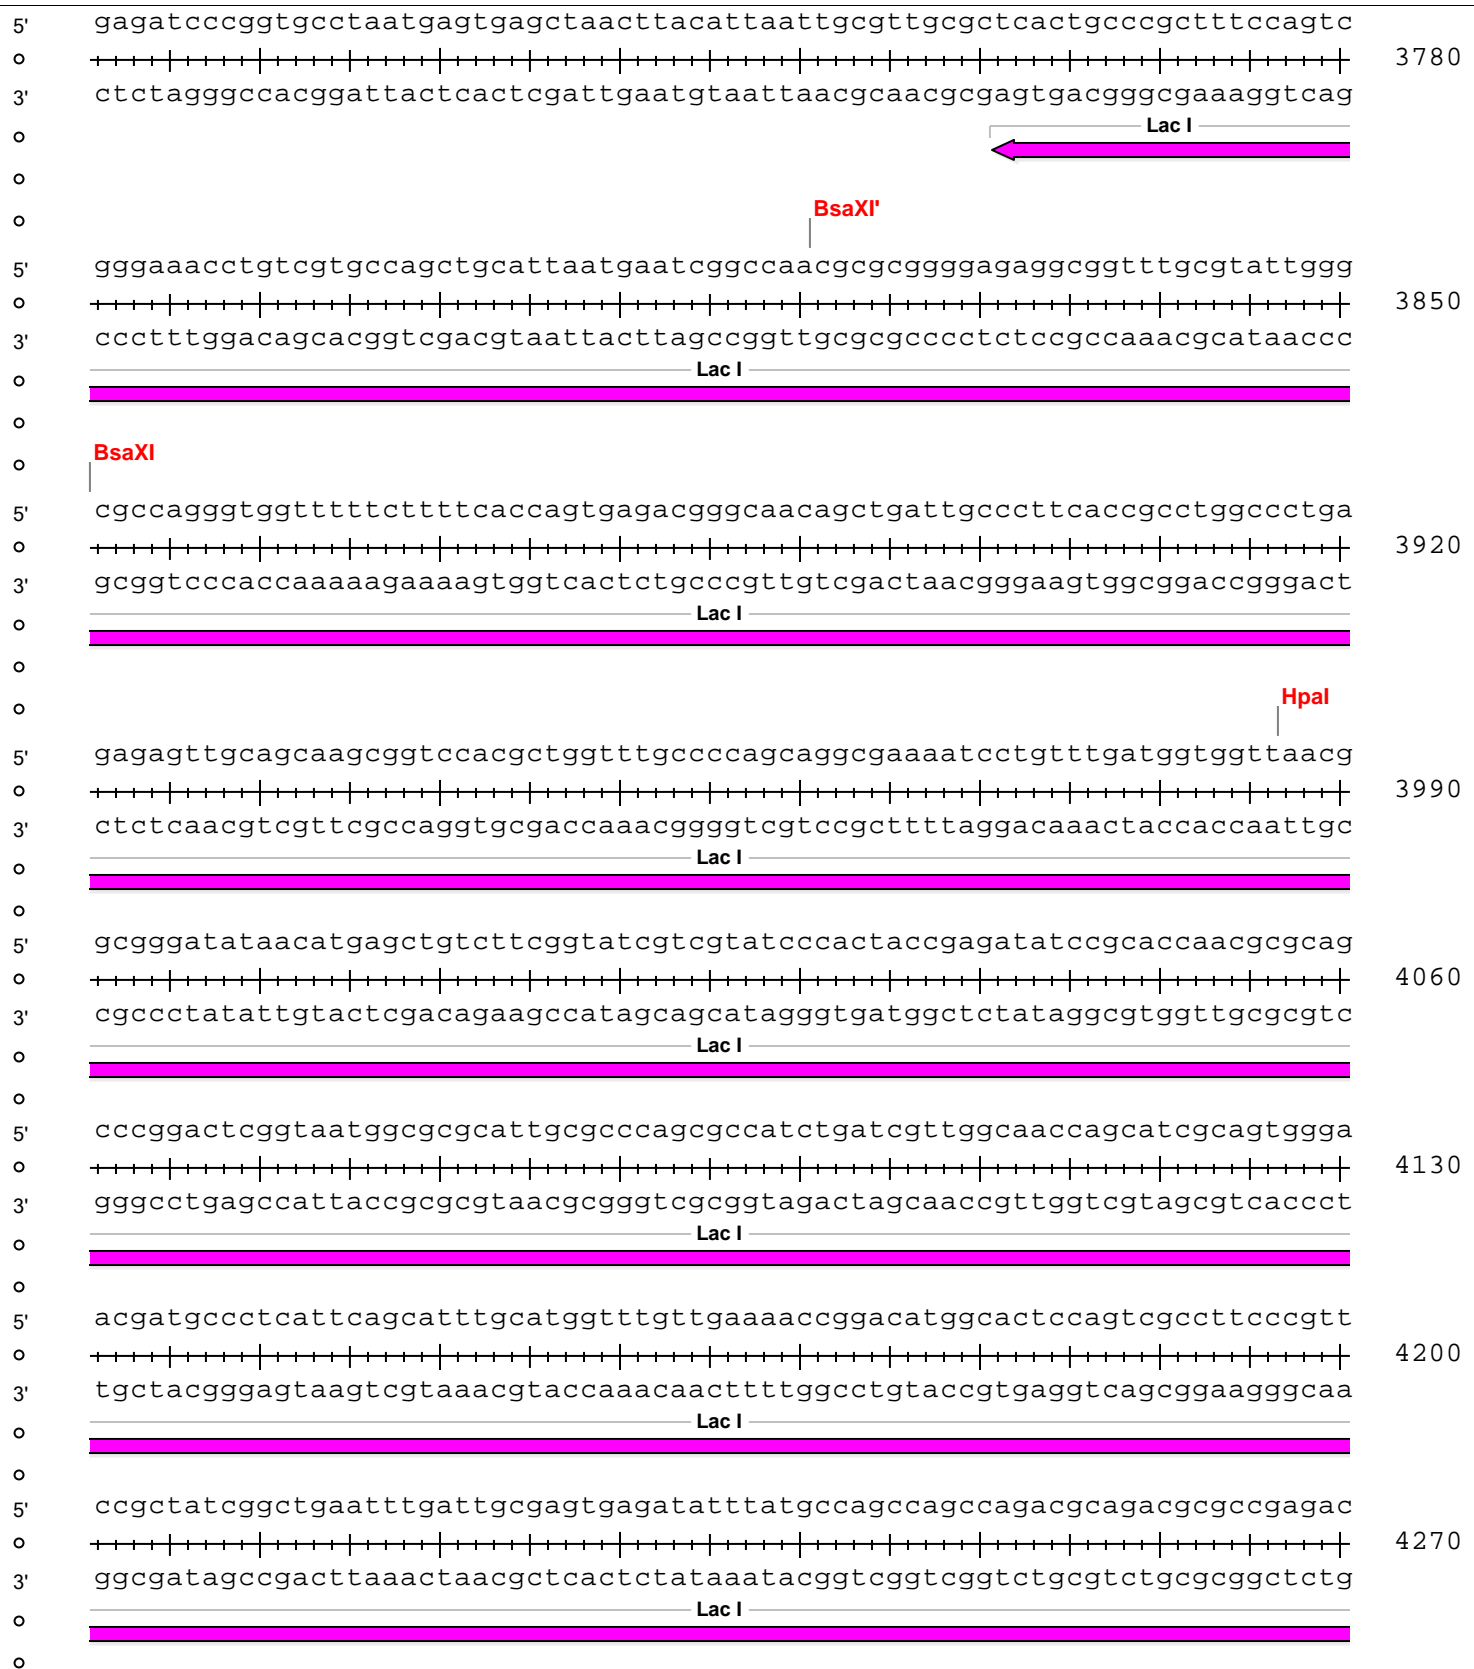 5' gagatcccggtgcctaatgagtgagctaacttacattaattgcgttgcgctcactgcccgctttccagtc
3780
3' ctctagggccacggattactcactcgattgaatgtaattaacgcaacgcgagtgacgggcgaaaggtcag
Lac I
BsaXI'
5' gggaaacctgtcgtgccagctgcattaatgaatcggccaacgcgcggggagaggcggtttgcgtattggg
3850
3' ccctttggacagcacggtcgacgtaattacttagccggttgcgcgcccctctccgccaaacgcataaccc
Lac I
BsaXI
5' cgccagggtggtttttcttttcaccagtgagacgggcaacagctgattgcccttcaccgcctggccctga
3920
3' gcggtcccaccaaaaagaaaagtggtcactctgcccgttgtcgactaacgggaagtggcggaccgggact
Lac I
HpaI
5' gagagttgcagcaagcggtccacgctggtttgccccagcaggcgaaaatcctgtttgatggtggttaacg
3990
3' ctctcaacgtcgttcgccaggtgcgaccaaacggggtcgtccgcttttaggacaaactaccaccaattgc
Lac I
5' gcgggatataacatgagctgtcttcggtatcgtcgtatcccactaccgagatatccgcaccaacgcgcag
4060
3' cgccctatattgtactcgacagaagccatagcagcatagggtgatggctctataggcgtggttgcgcgtc
Lac I
5' cccggactcggtaatggcgcgcattgcgcccagcgccatctgatcgttggcaaccagcatcgcagtggga
4130
3' gggcctgagccattaccgcgcgtaacgcgggtcgcggtagactagcaaccgttggtcgtagcgtcaccct
Lac I
5' acgatgccctcattcagcatttgcatggtttgttgaaaaccggacatggcactccagtcgccttcccgtt
4200
3' tgctacgggagtaagtcgtaaacgtaccaaacaacttttggcctgtaccgtgaggtcagcggaagggcaa
Lac I
5' ccgctatcggctgaatttgattgcgagtgagatatttatgccagccagccagacgcagacgcgccgagac
4270
3' ggcgatagccgacttaaactaacgctcactctataaatacggtcggtcggtctgcgtctgcgcggctctg
Lac I